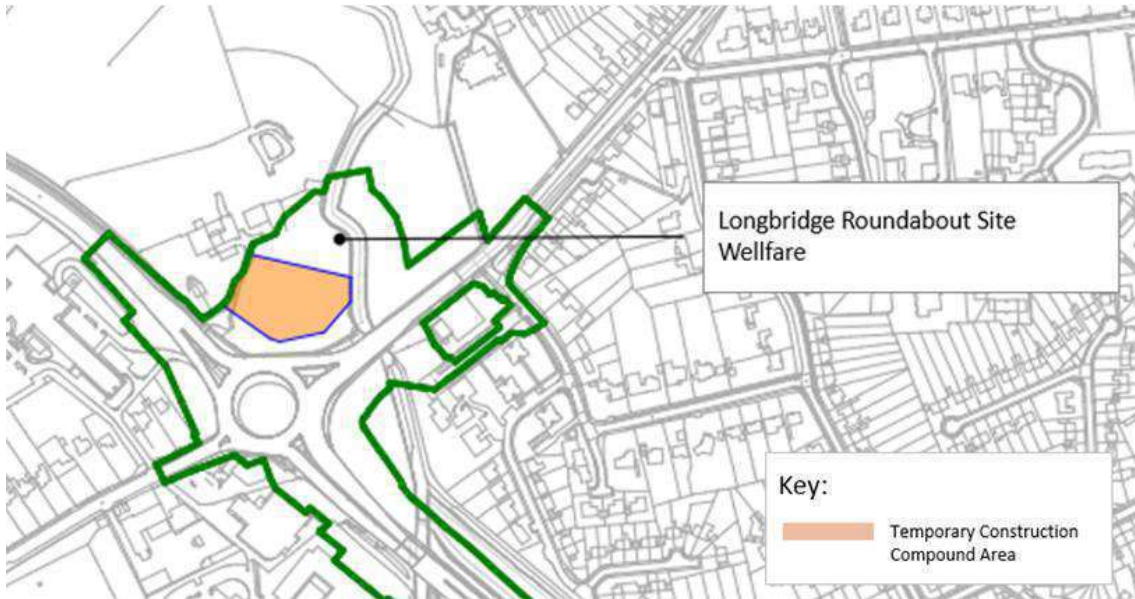 Longbridge Roundabout Site
Wellfare
Key:
Temporary Construction
Compound Area